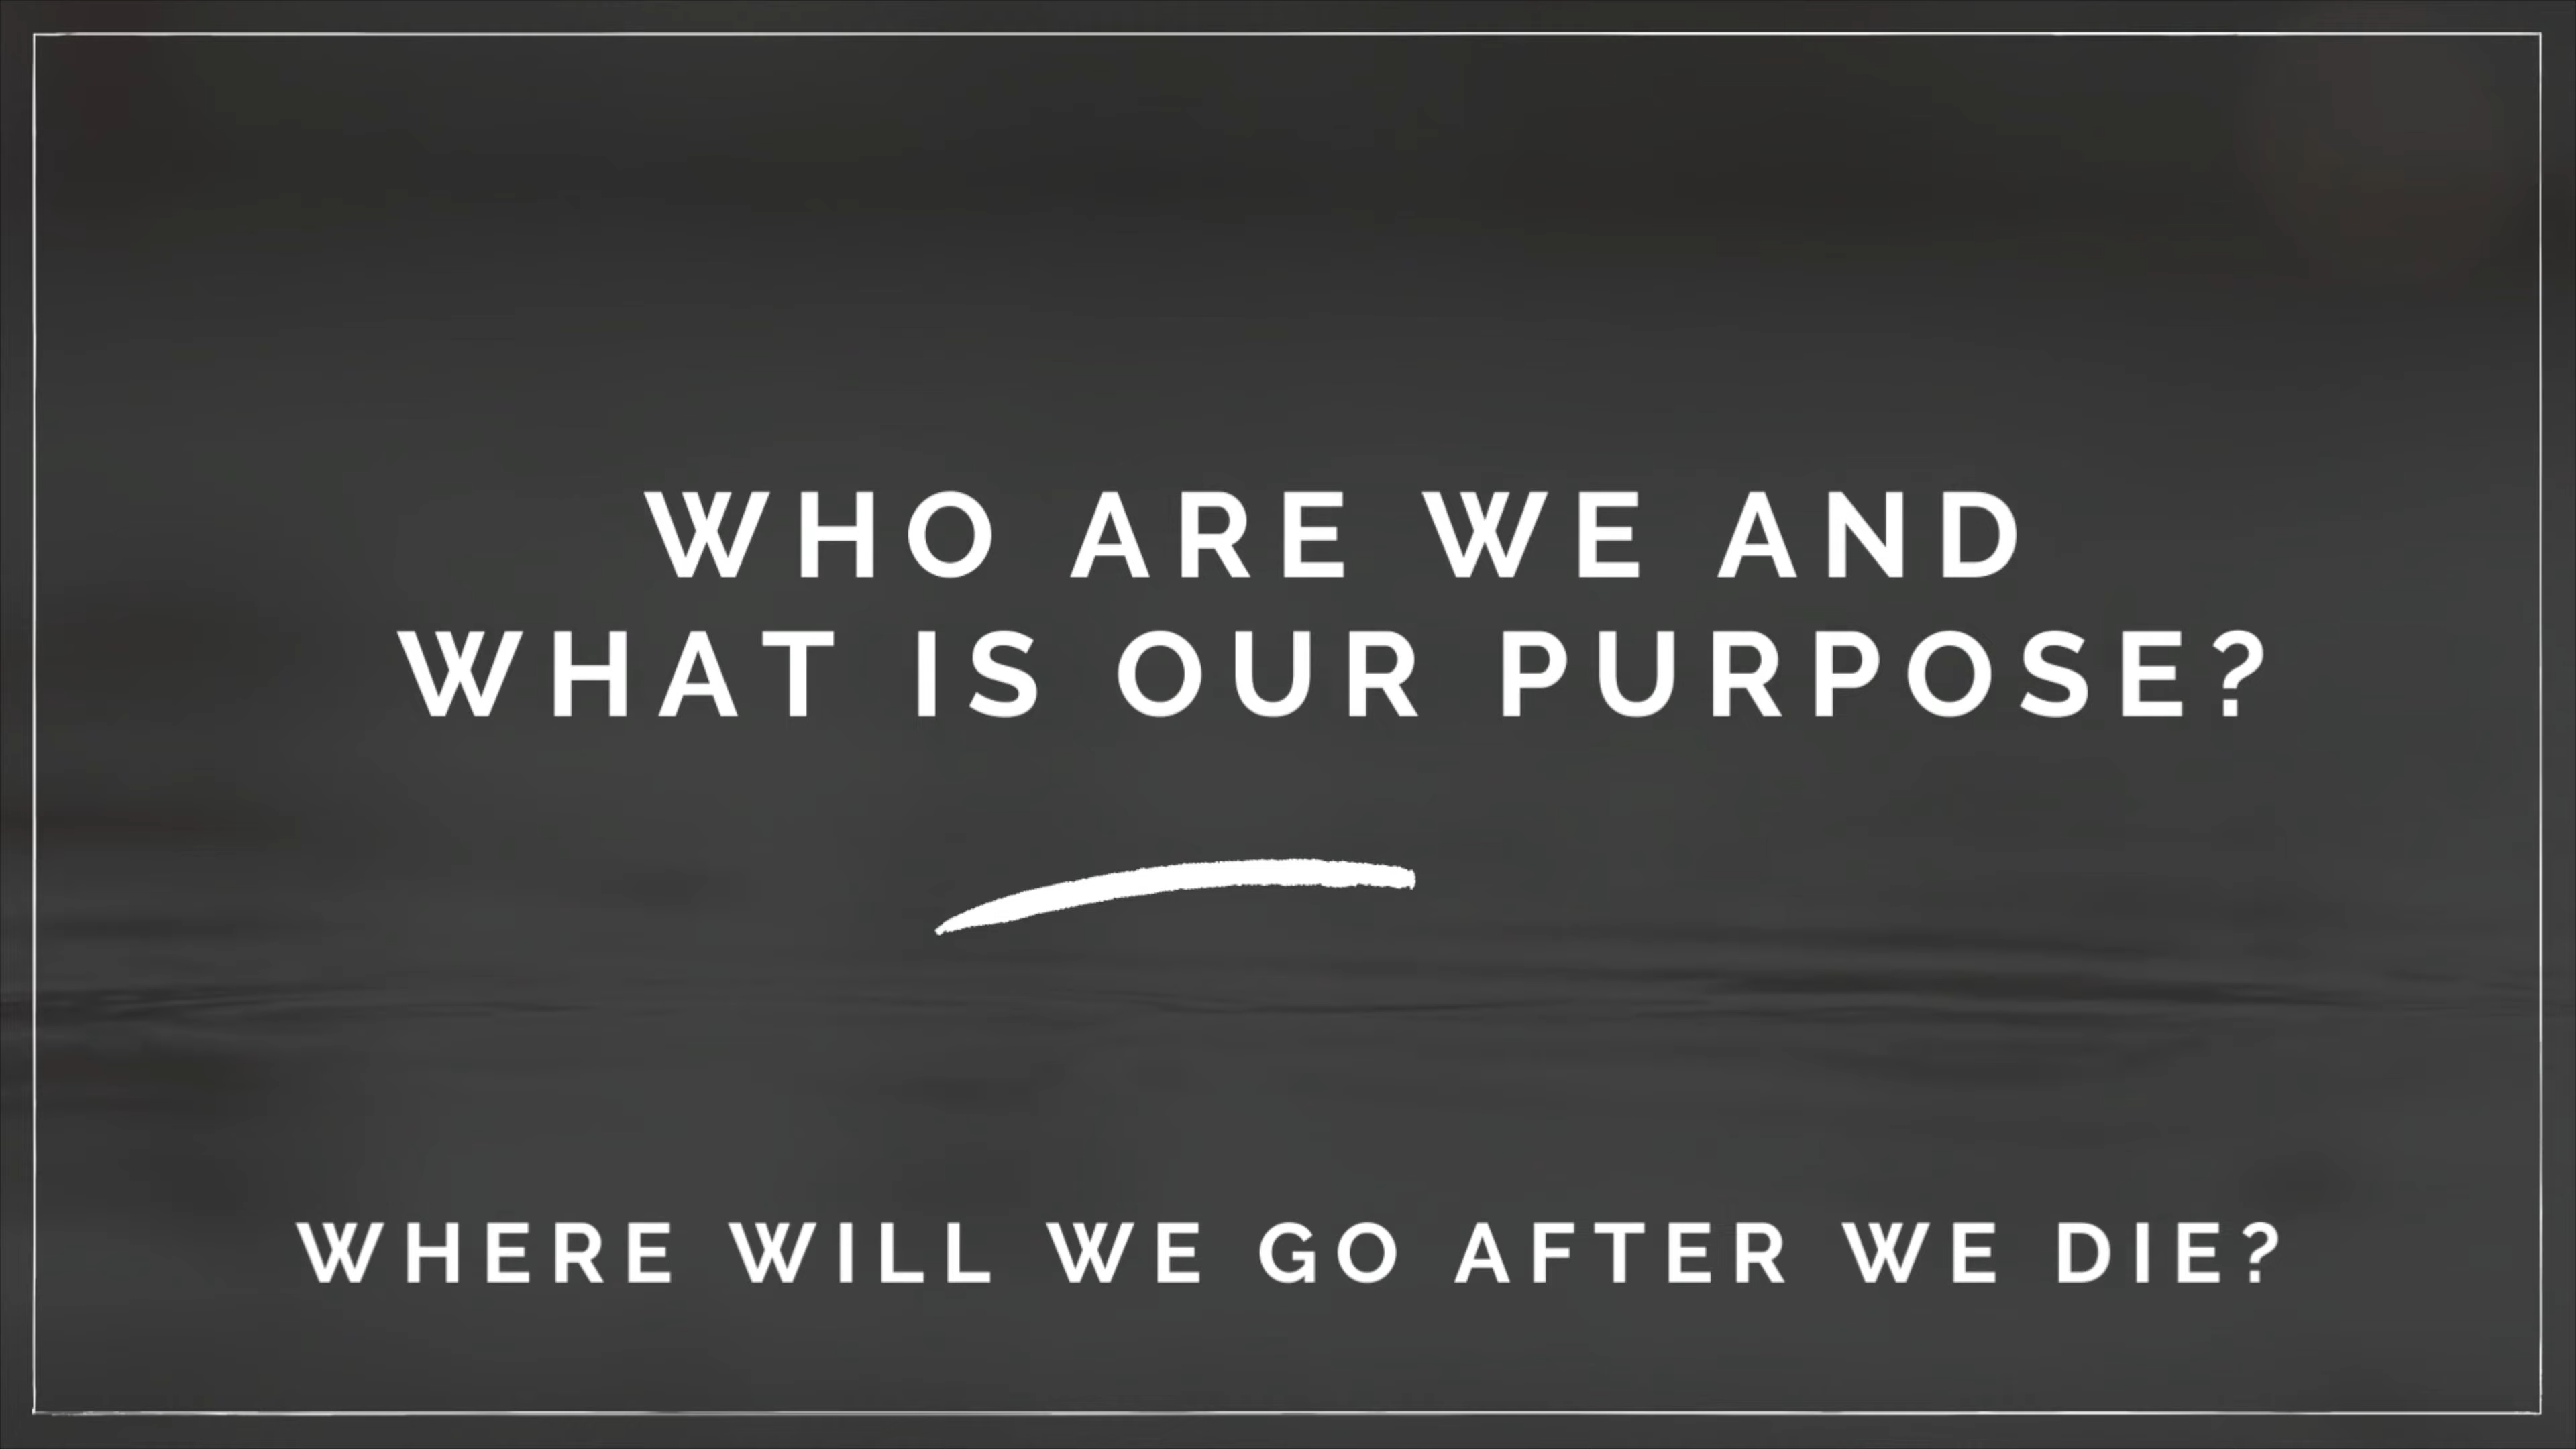 WHO ARE WE AND
WHAT IS OUR PURPOSE?
WHERE WILL WE GO AFTER WE DIE?